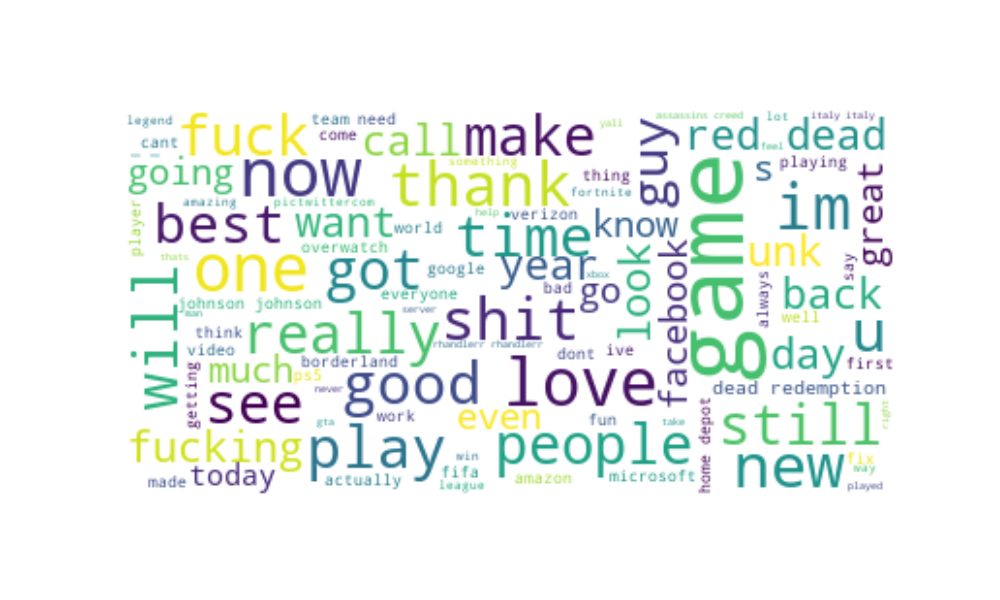 legend
fuck
team need
cant
come
call
make
yall
guy
assassins creed
lot
italy italy
red dead
feel
going
now
something
thank
thing
fortnite
s
playing
amazing
pictwittercom
im
great
player
best
want
world
help
verizon
know
time
overwatch
game
unk
say
thats
one
got
google
year
xbox
look
facebook
will
everyone
bad
go
always
back
johnson johnson
man
server
shit
well
u
think
really
rhandlerr rhandlerr
dont
ive
day
first
video
borderland
getting
much
ps5
good
love
dead redemption
see
never
work
even
fun
take
home depot
still
right
gta
fucking
play
win
people
new
fix
way
made
today
actually
fifa
league
amazon
microsoft
played